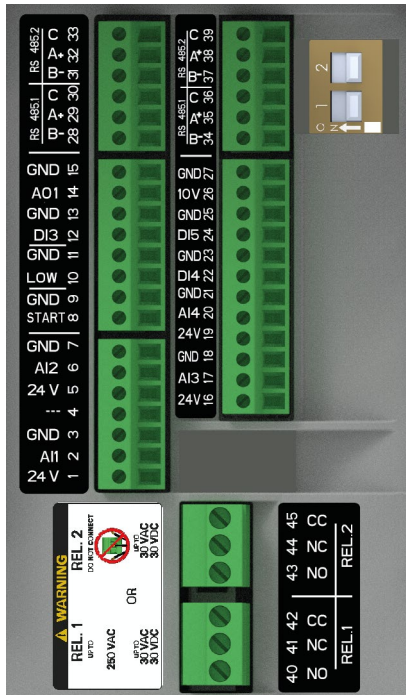 RS 485.2
C 33
A+ 32
B- 31
RS 485.1
C 30
A+ 29
B- 28
GND 15
AO1 14
GND 13
DI3 12
GND 11
LOW 10
GND 9
START 8
GND 7
AI2 6
24 V 5
--- 4
GND 3
AI1 2
24 V 1
RS 485.2
C 39
A+ 38
B- 37
RS 485.1
C 36
A+ 35
B- 34
GND 27
10V 26
GND 25
DI5 24
GND 23
DI4 22
GND 21
AI4 20
24V 19
GND 18
AI3 17
24V 16
ON
1 2
WARNING
REL. 1
UP TO
250 VAC
UP TO
30 VAC
30 VDC
OR
REL. 2
DO NOT CONNECT
UP TO
30 VAC
30 VDC
40 41 42 43 44 45
NO NC CC NO NC CC
REL.1 REL.2